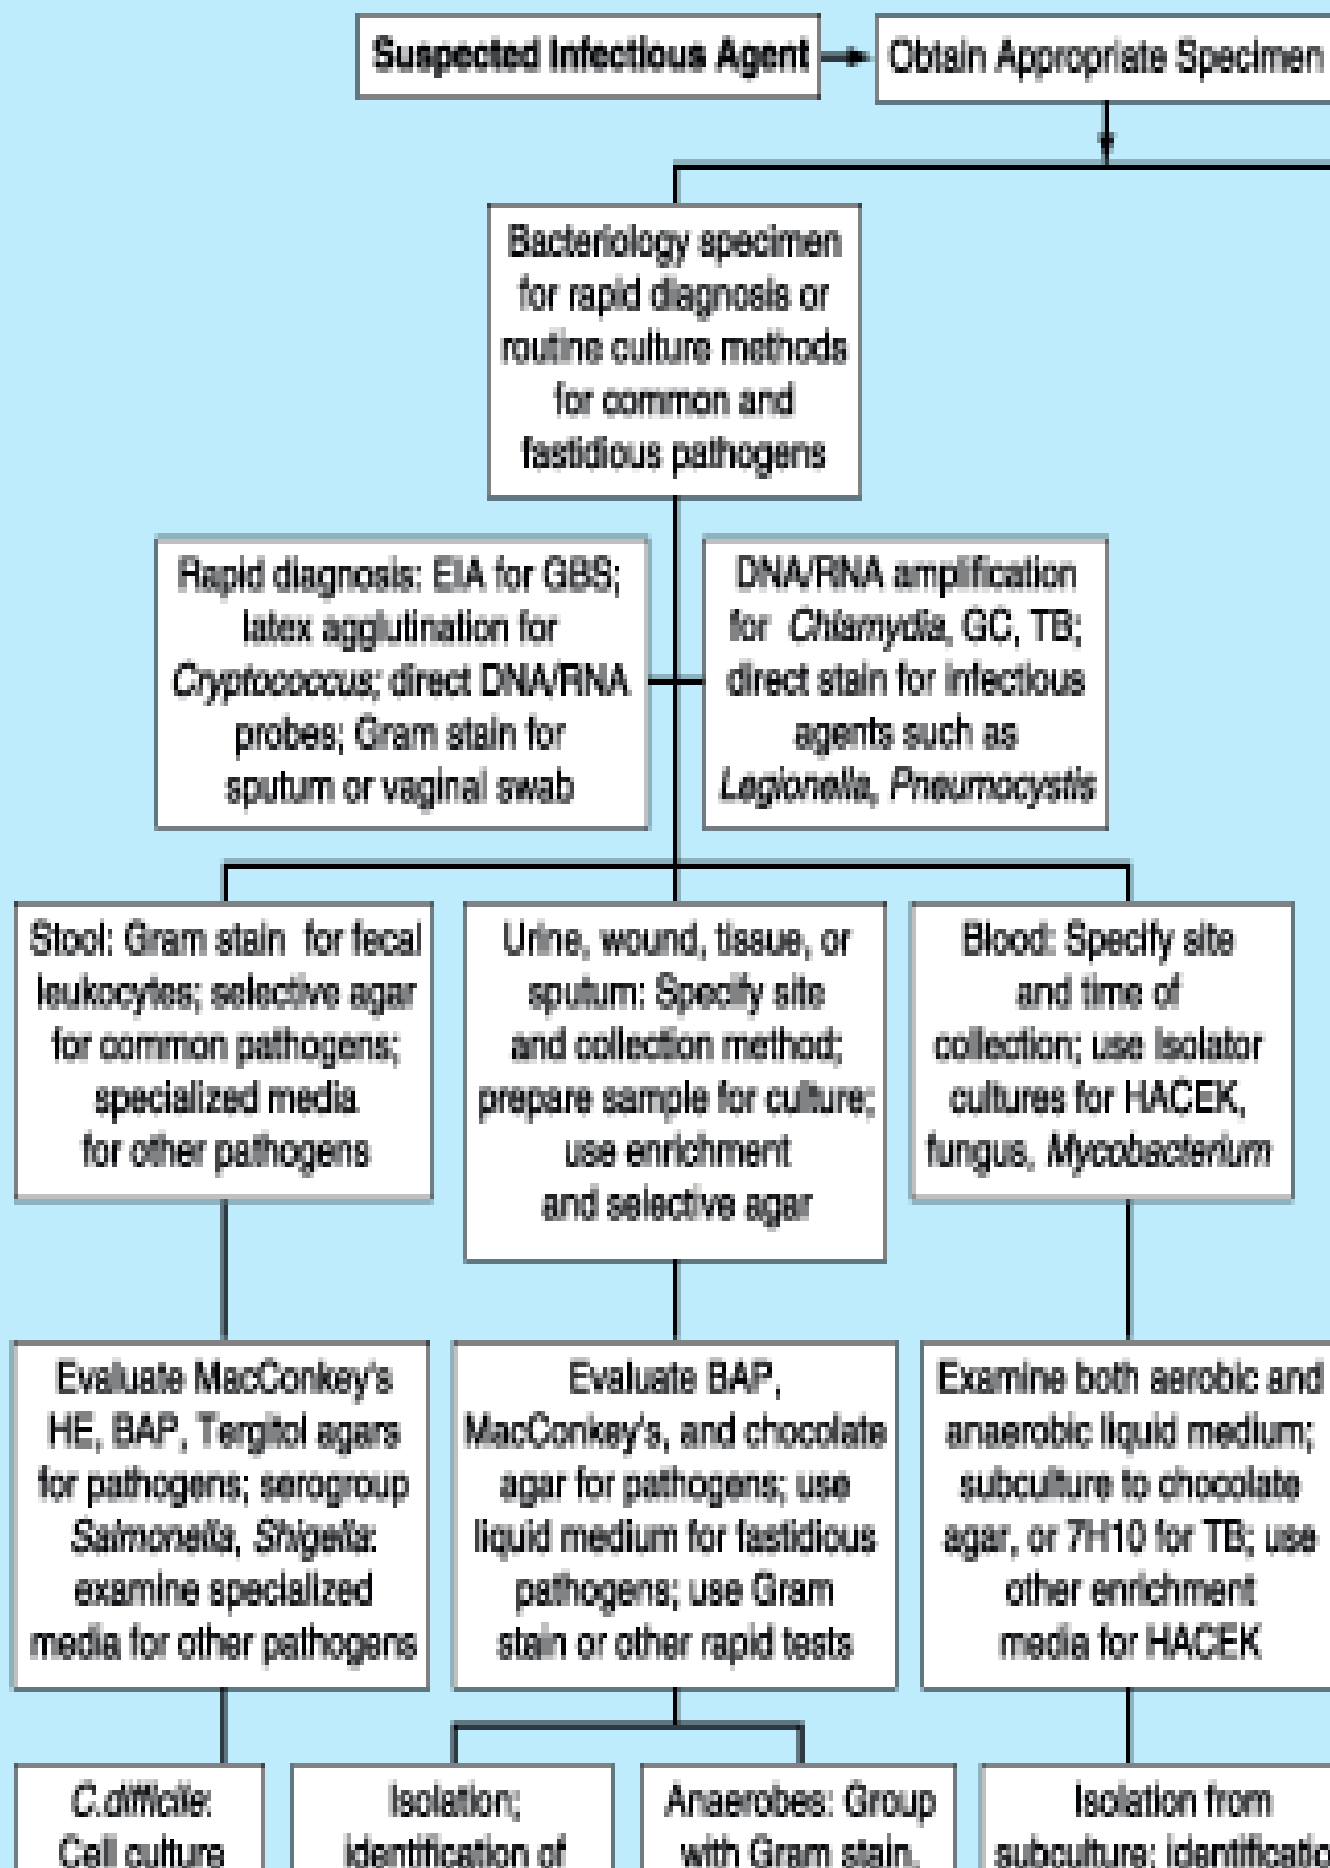 Suspected Infectious Agent
Obtain Appropriate Specimen
Bacteriology specimen
for rapid diagnosis or
routine culture methods
for common and
fastidious pathogens
Rapid diagnosis: EIA for GBS;
latex agglutination for
Cryptococcus; direct DNA/RNA
probes; Gram stain for
sputum or vaginal swab
DNA/RNA amplification
for Chlamydia, GC, TB;
direct stain for infectious
agents such as
Legionella, Pneumocystis
Stool: Gram stain for fecal
leukocytes; selective agar
for common pathogens;
specialized media
for other pathogens
Urine, wound, tissue, or
sputum: Specify site
and collection method;
prepare sample for culture;
use enrichment
and selective agar
Blood: Specify site
and time of
collection; use Isolator
cultures for HACEK,
fungus, Mycobacterium
Evaluate MacConkey's
HE, BAP, Tergitol agars
for pathogens; serogroup
Salmonella, Shigella:
examine specialized
media for other pathogens
Evaluate BAP,
MacConkey's, and chocolate
agar for pathogens; use
liquid medium for fastidious
pathogens; use Gram
stain or other rapid tests
Examine both aerobic and
anaerobic liquid medium;
subculture to chocolate
agar, or 7H10 for TB; use
other enrichment
media for HACEK
C.difficile:
Cell culture
Isolation;
identification of
Anaerobes: Group
with Gram stain,
Isolation from
subculture; identificatio